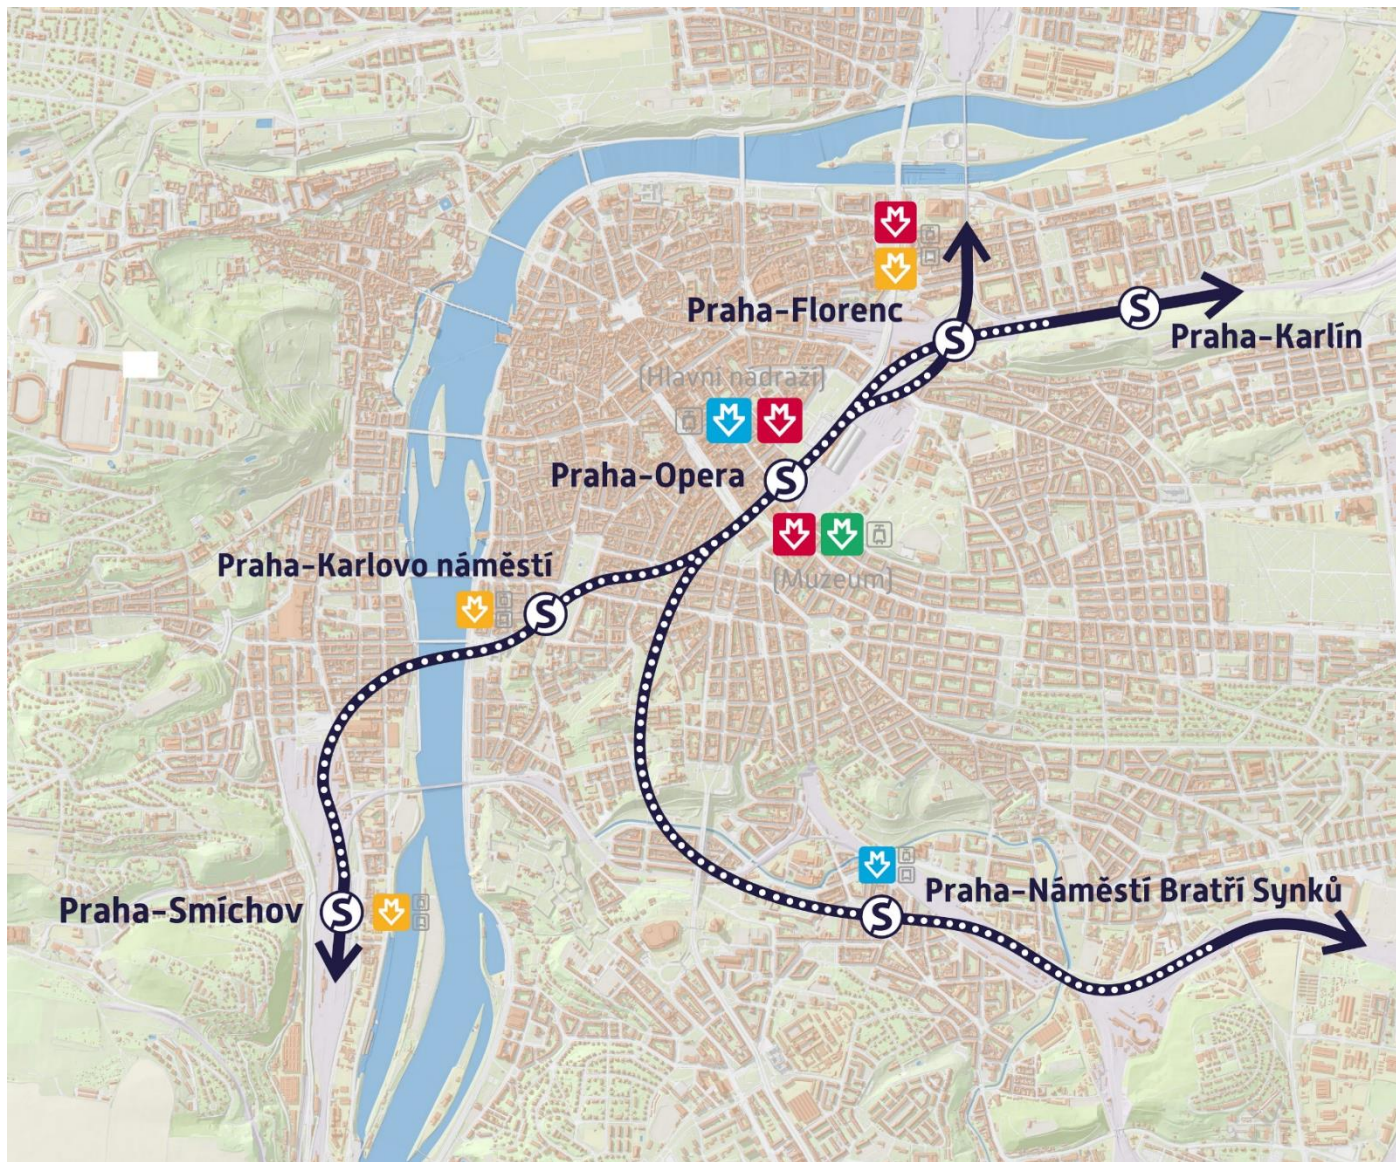 Praha-Florenc
Praha-Karlín
(Hlavní nádraží)
Praha-Opera
(Muzeum)
Praha-Karlovo náměstí
Praha-Náměstí Bratří Synků
Praha-Smíchov
S
S
S
S
S
S
M
M
M
M
M
M
M
M
M